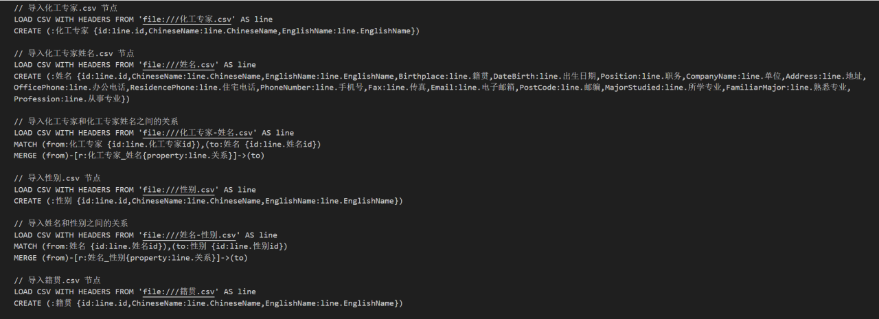 // 导入化工专家.csv 节点
LOAD CSV WITH HEADERS FROM 'file:///化工专家.csv' AS line
CREATE (:化工专家 {id:line.id,ChineseName:line.ChineseName,EnglishName:line.EnglishName})
// 导入化工专家姓名.csv 节点
LOAD CSV WITH HEADERS FROM 'file:///姓名.csv' AS line
CREATE (:姓名 {id:line.id,ChineseName:line.ChineseName,EnglishName:line.EnglishName,Birthplace:line.籍贯,DateBirth:line.出生日期,Position:line.职务,CompanyName:line.单位,Address:line.地址,
OfficePhone:line.办公电话,ResidencePhone:line.住宅电话,PhoneNumber:line.手机号,Fax:line.传真,Email:line.电子邮箱,PostCode:line.邮编,MajorStudied:line.所学专业,FamiliarMajor:line.熟悉专业,
Profession:line.从事专业})
// 导入化工专家和化工专家姓名之间的关系
LOAD CSV WITH HEADERS FROM 'file:///化工专家-姓名.csv' AS line
MATCH (from:化工专家 {id:line.化工专家id}),(to:姓名 {id:line.姓名id})
MERGE (from)-[r:化工专家_姓名{property:line.关系}]->(to)
// 导入性别.csv 节点
LOAD CSV WITH HEADERS FROM 'file:///性别.csv' AS line
CREATE (:性别 {id:line.id,ChineseName:line.ChineseName,EnglishName:line.EnglishName})
// 导入姓名和性别之间的关系
LOAD CSV WITH HEADERS FROM 'file:///姓名-性别.csv' AS line
MATCH (from:姓名 {id:line.姓名id}),(to:性别 {id:line.性别id})
MERGE (from)-[r:姓名_性别{property:line.关系}]->(to)
// 导入籍贯.csv 节点
LOAD CSV WITH HEADERS FROM 'file:///籍贯.csv' AS line
CREATE (:籍贯 {id:line.id,ChineseName:line.ChineseName,EnglishName:line.EnglishName})